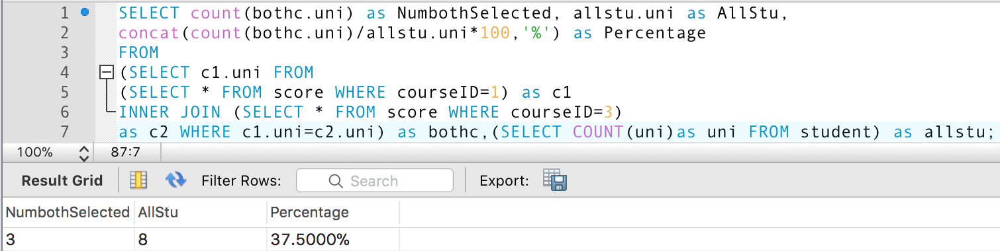 1 SELECT count(bothc.uni) as NumbothSelected, allstu.uni as AllStu,
2 concat(count(bothc.uni)/allstu.uni*100,'%') as Percentage
3 FROM
4 (SELECT c1.uni FROM
5 (SELECT * FROM score WHERE courseID=1) as c1
6 INNER JOIN (SELECT * FROM score WHERE courseID=3)
7 as c2 WHERE c1.uni=c2.uni) as bothc,(SELECT COUNT(uni)as uni FROM student) as allstu;
100% 87:7
Result Grid Filter Rows: Search Export:
NumbothSelected AllStu Percentage
3 8 37.5000%